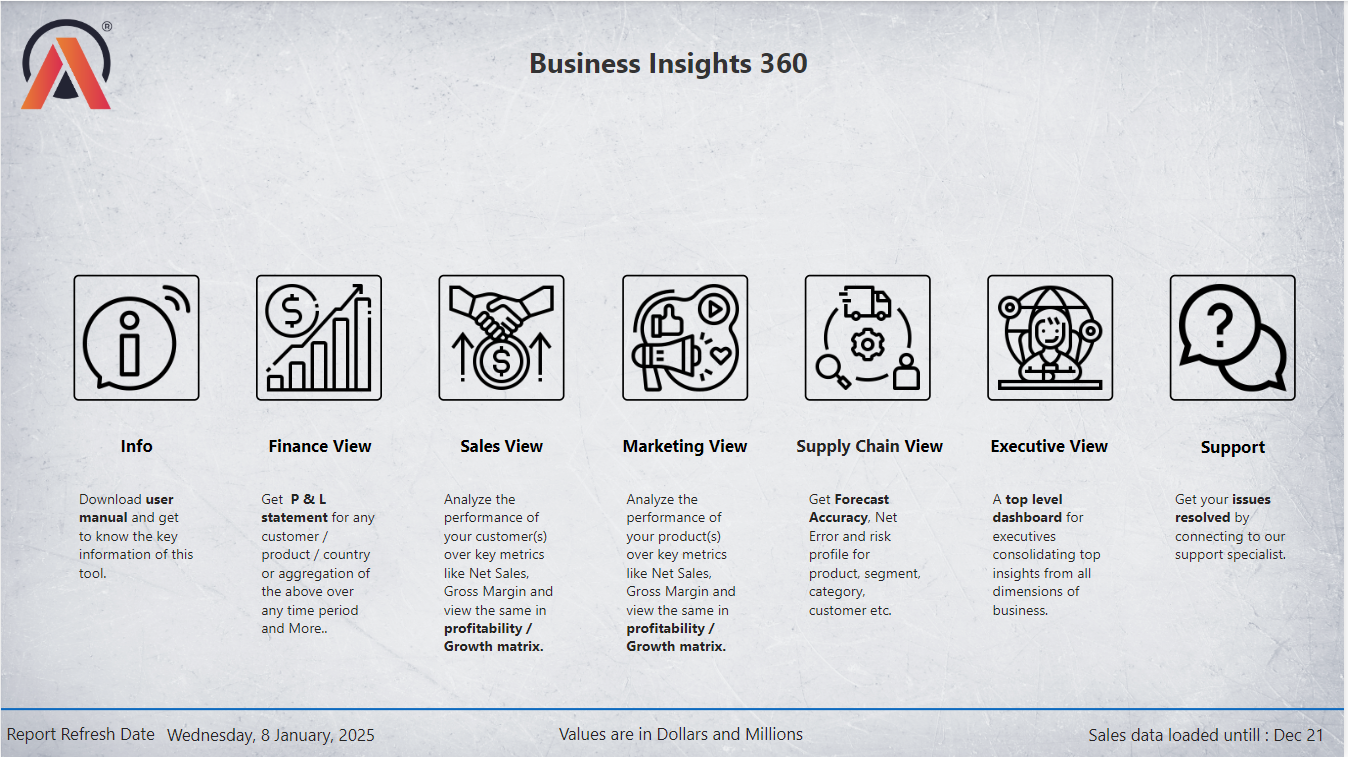 ®
Business Insights 360
Info
Download user
manual and get
to know the key
information of this
tool.
Finance View
Get P & L
statement for any
customer /
product / country
or aggregation of
the above over
any time period
and More..
Sales View
Analyze the
performance of
your customer(s)
over key metrics
like Net Sales,
Gross Margin and
view the same in
profitability /
Growth matrix.
Marketing View
Analyze the
performance of
your product(s)
over key metrics
like Net Sales,
Gross Margin and
view the same in
profitability /
Growth matrix.
Supply Chain View
Get Forecast
Accuracy, Net
Error and risk
profile for
product, segment,
category,
customer etc.
Executive View
A top level
dashboard for
executives
consolidating top
insights from all
dimensions of
business.
Support
Get your issues
resolved by
connecting to our
support specialist.
Report Refresh Date Wednesday, 8 January, 2025
Values are in Dollars and Millions
Sales data loaded untill : Dec 21